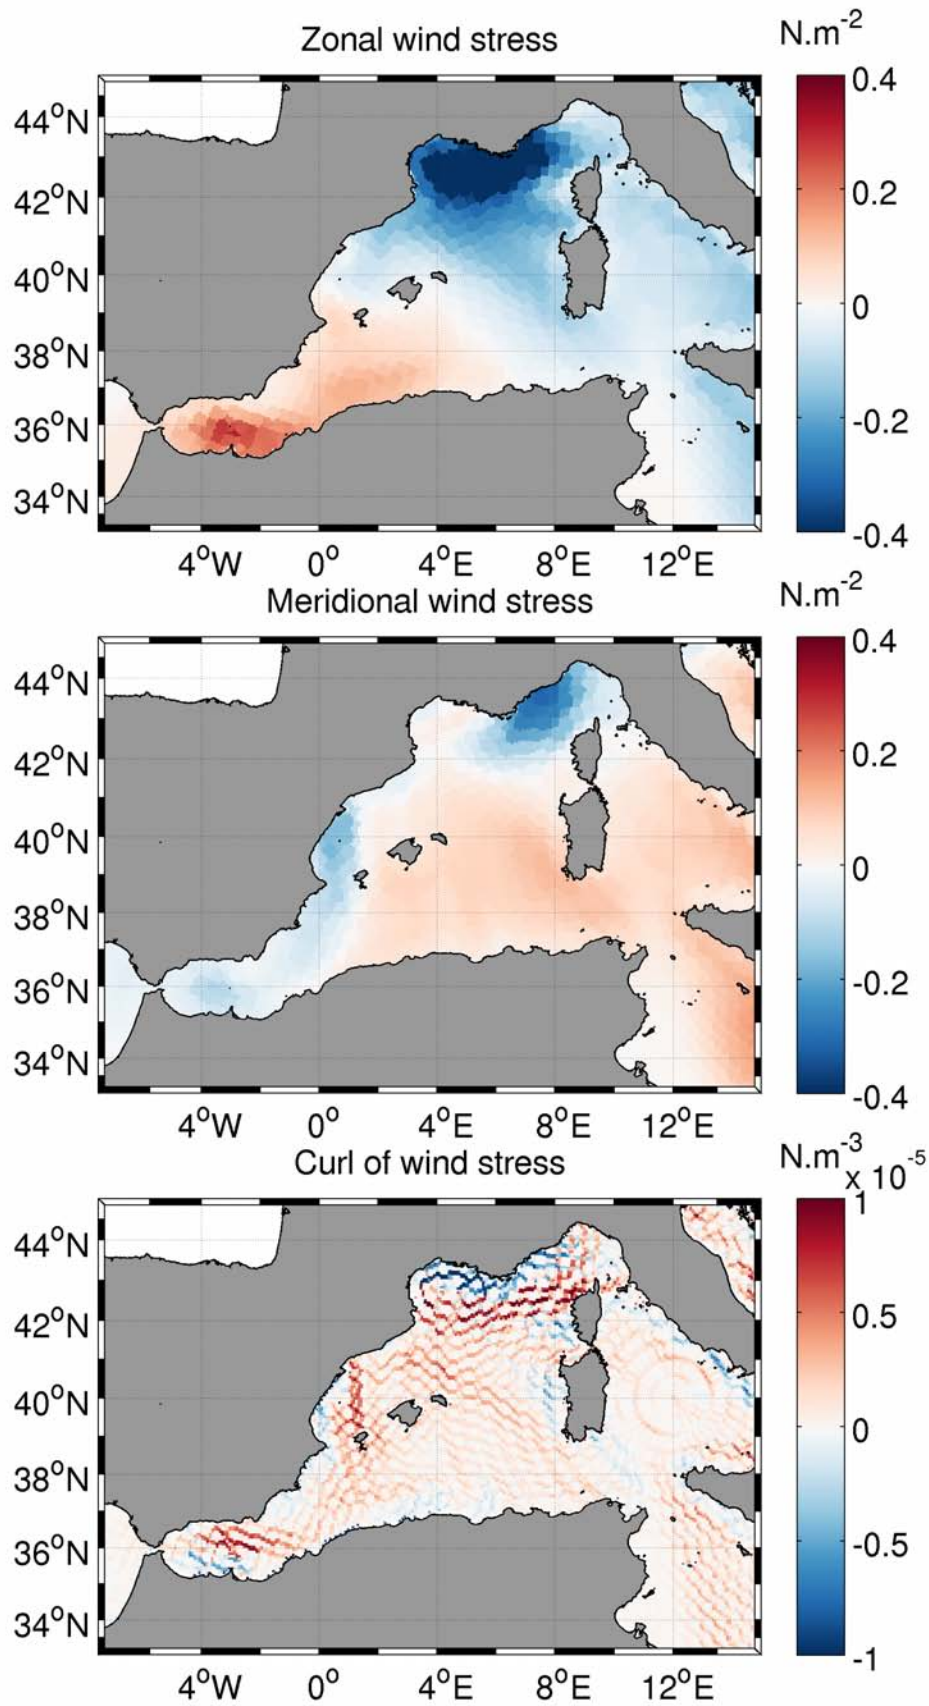 Zonal wind stress
N.m⁻²
44°N
42°N
40°N
38°N
36°N
34°N
4°W 0° 4°E 8°E 12°E
0.4
0.2
0
-0.2
-0.4
Meridional wind stress
N.m⁻²
44°N
42°N
40°N
38°N
36°N
34°N
4°W 0° 4°E 8°E 12°E
0.4
0.2
0
-0.2
-0.4
Curl of wind stress
N.m⁻³
x 10⁻⁵
44°N
42°N
40°N
38°N
36°N
34°N
4°W 0° 4°E 8°E 12°E
1
0.5
0
-0.5
-1